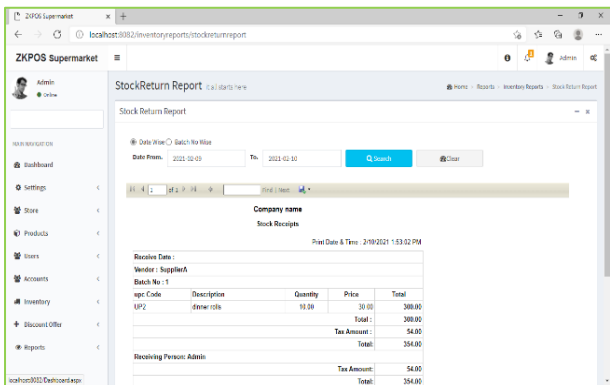 ZKPOS Supermarket
localhost:8082/inventoryreports/stockreturnreport
ZKPOS Supermarket
Admin
Admin
Online
StockReturn Report it all starts here
Home > Reports > Inventory Reports > Stock Return Report
Stock Return Report
MAIN NAVIGATION
Dashboard
Settings
Store
Products
Users
Accounts
Inventory
Discount Offer
Reports
Date Wise Batch No Wise
Date From. 2021-02-09 To. 2021-02-10 Search Clear
1 of 1 Find | Next
Company name
Stock Receipts
Print Date & Time : 2/10/2021 1:53:02 PM
Receive Date :
Vendor : SupplierA
Batch No : 1
upc Code Description Quantity Price Total
UP2 dinner rolls 10.00 30.00 300.00
Total : 300.00
Tax Amount : 54.00
Total: 354.00
Receiving Person: Admin
Tax Amount: 54.00
Total: 354.00
localhost:8082/Dashboard.aspx